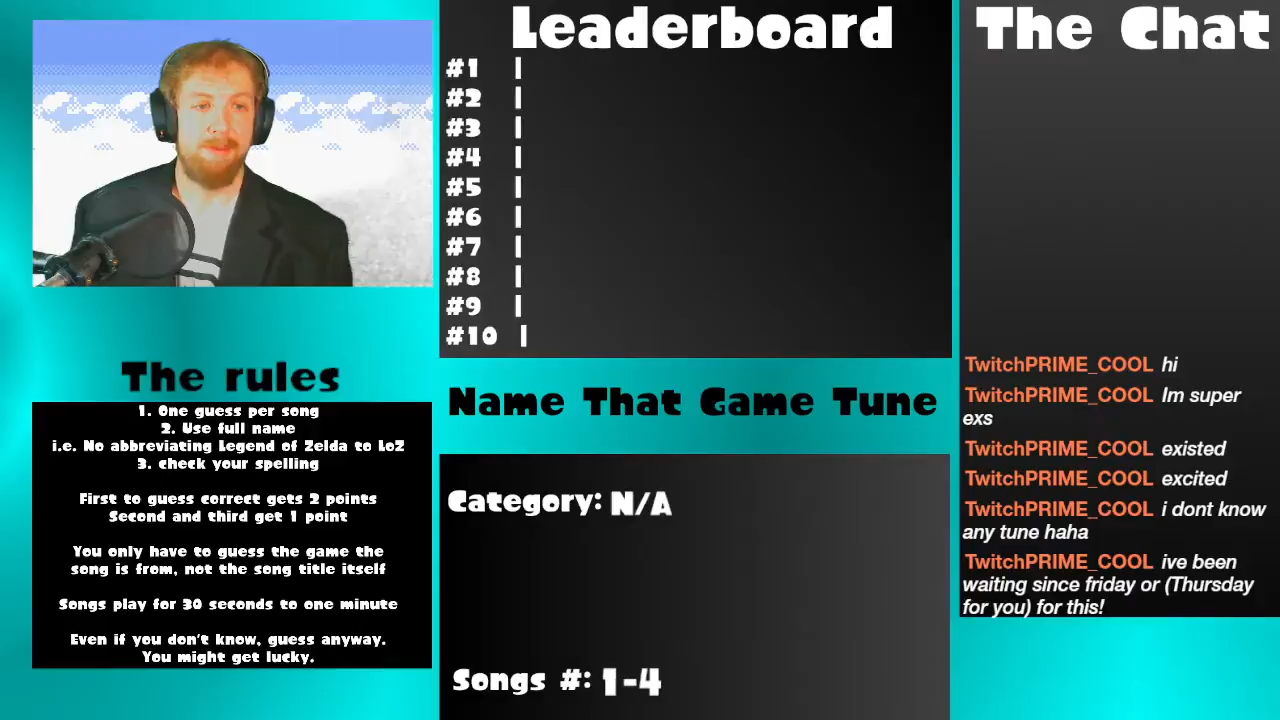 Leaderboard
#1 |
#2 |
#3 |
#4 |
#5 |
#6 |
#7 |
#8 |
#9 |
#10 |
The Chat
TwitchPRIME_COOL hi
TwitchPRIME_COOL Im super
exs
TwitchPRIME_COOL existed
TwitchPRIME_COOL excited
TwitchPRIME_COOL i dont know
any tune haha
TwitchPRIME_COOL ive been
waiting since friday or (Thursday
for you) for this!
The rules
1. One guess per song
2. Use full name
i.e. No abbreviating Legend of Zelda to LoZ
3. check your spelling
First to guess correct gets 2 points
Second and third get 1 point
You only have to guess the game the
song is from, not the song title itself
Songs play for 30 seconds to one minute
Even if you don't know, guess anyway.
You might get lucky.
Name That Game Tune
Category: N/A
Songs #: 1-4